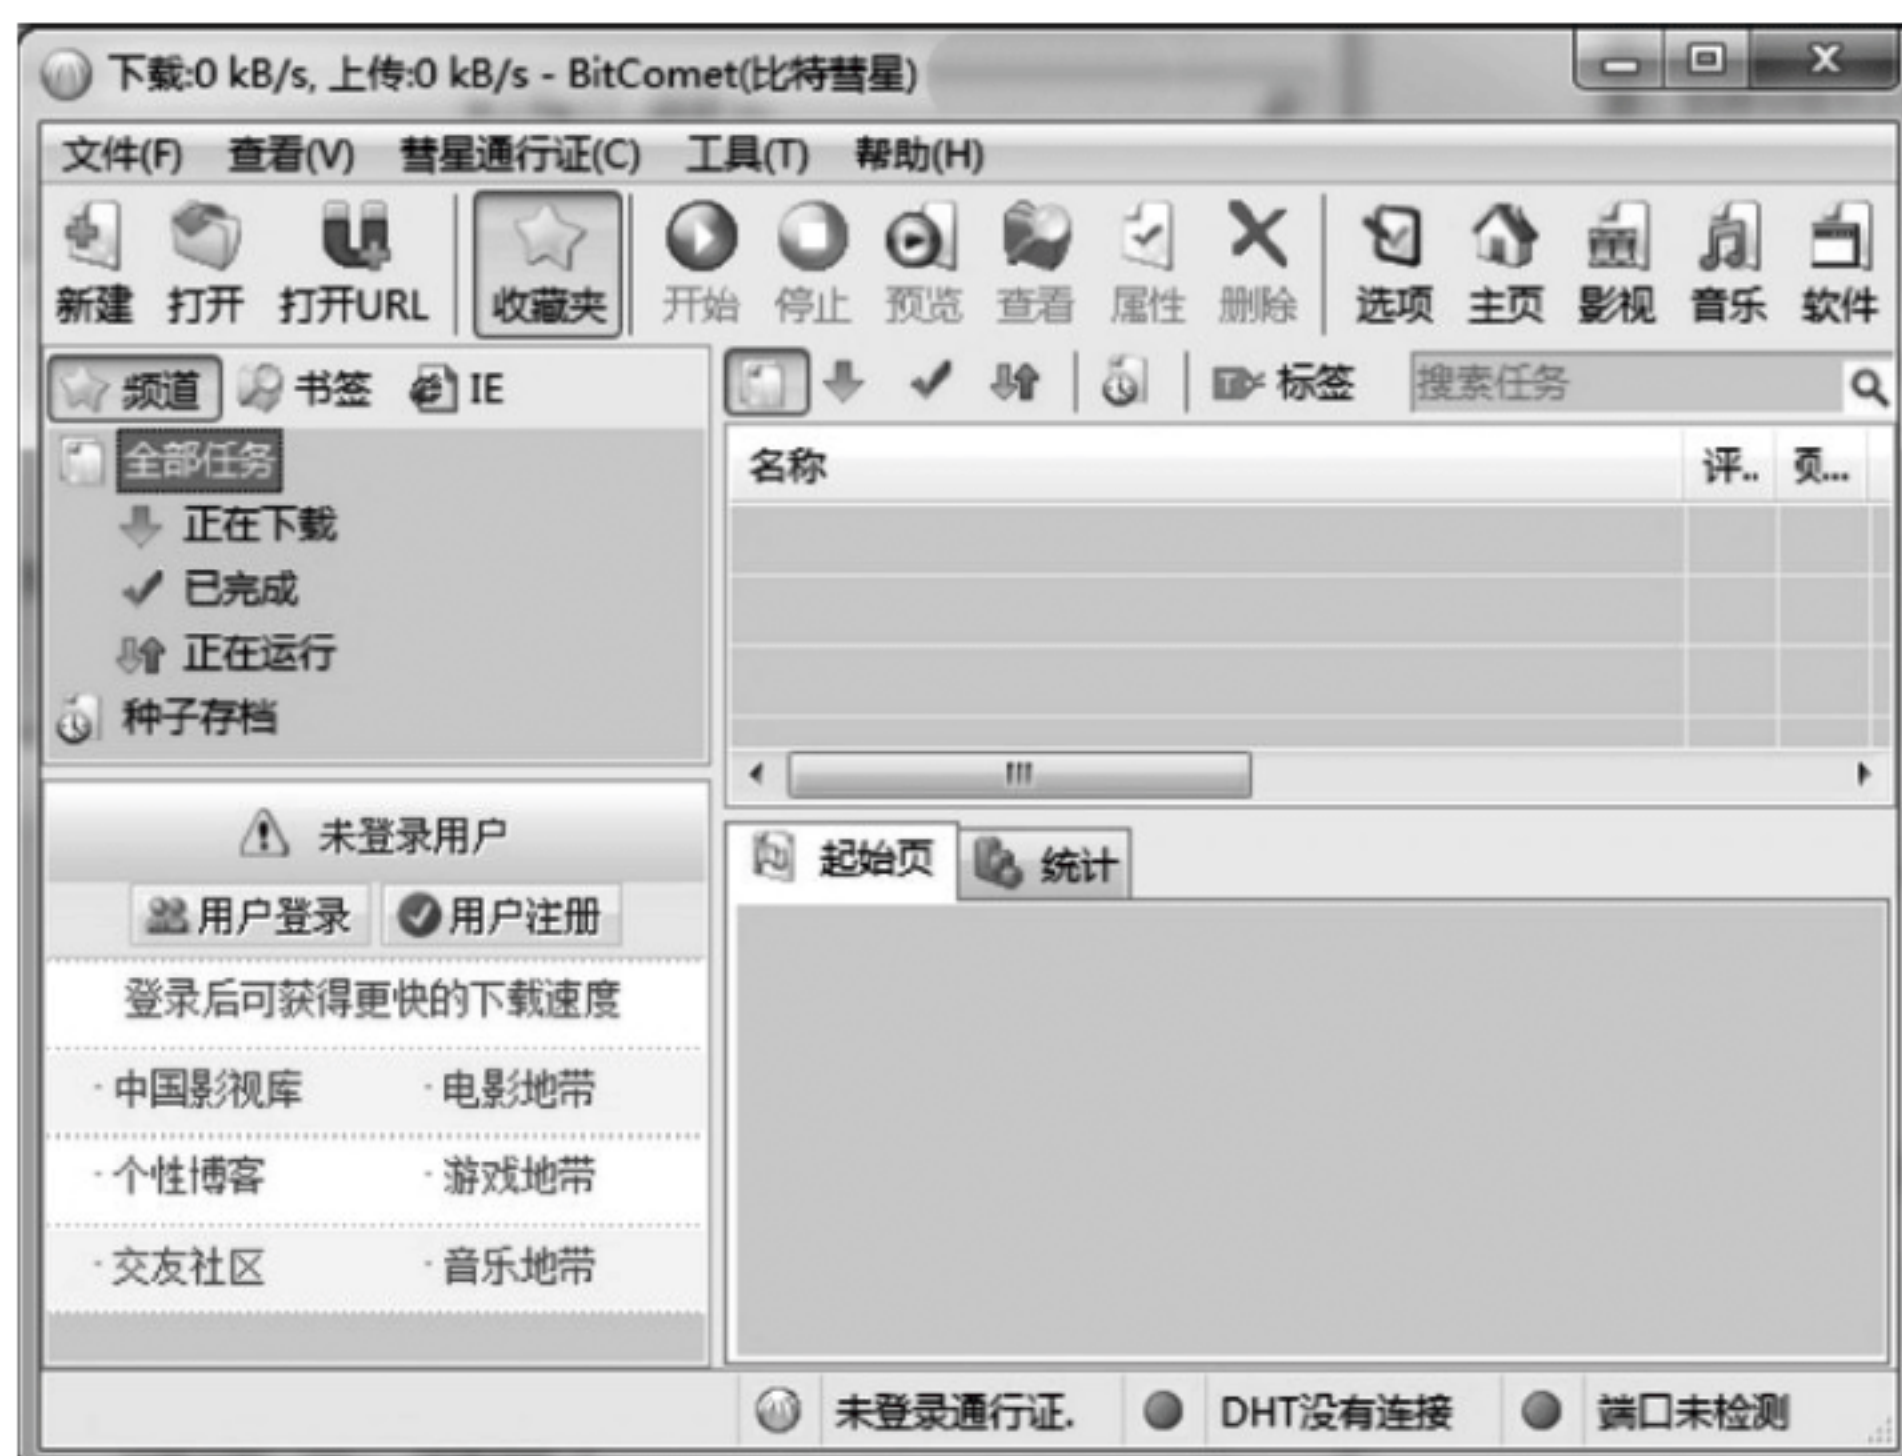 下载:0 kB/s, 上传:0 kB/s - BitComet(比特彗星)
文件(F) 查看(V) 彗星通行证(C) 工具(T) 帮助(H)
新建 打开 打开URL 收藏夹 开始 停止 预览 查看 属性 删除 选项 主页 影视 音乐 软件
频道 书签 IE
标签 搜索任务
全部任务
正在下载
已完成
正在运行
种子存档
名称 评.. 页...
未登录用户
用户登录 用户注册
登录后可获得更快的下载速度
·中国影视库 ·电影地带
·个性博客 ·游戏地带
·交友社区 ·音乐地带
起始页 统计
未登录通行证. DHT没有连接 端口未检测